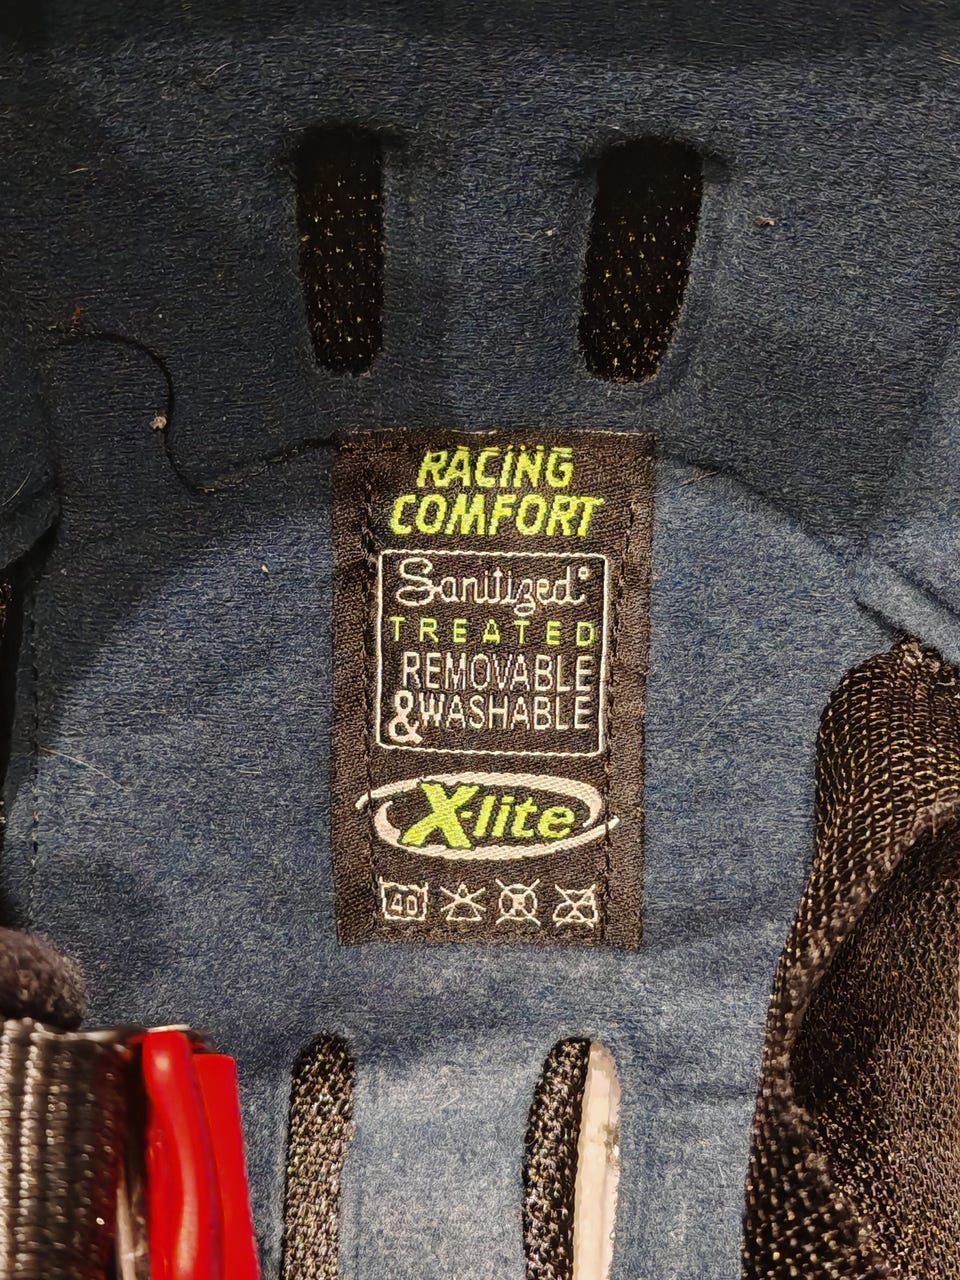 RACING
COMFORT
Sanitized®
TREATED
REMOVABLE
& WASHABLE
X-lite
40